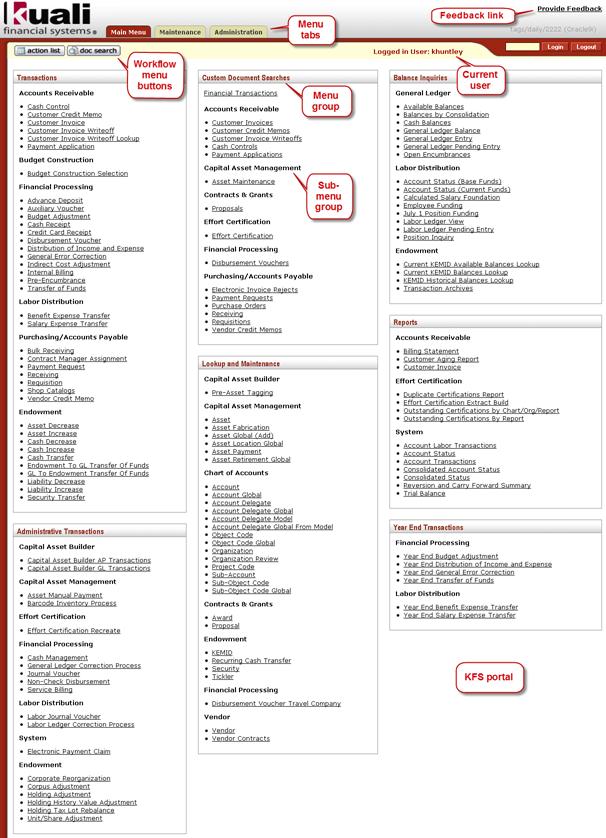 kuali
financial systems
Main Menu
Maintenance
Administration
Menu tabs
Feedback link
Provide Feedback
tags/daily/2222 (Oracle9i)
action list
doc search
Workflow menu buttons
Logged in User: khuntley
Login
Logout
Current user
Transactions
Accounts Receivable
Cash Control
Customer Credit Memo
Customer Invoice
Customer Invoice Writeoff
Customer Invoice Writeoff Lookup
Payment Application
Budget Construction
Budget Construction Selection
Financial Processing
Advance Deposit
Auxiliary Voucher
Budget Adjustment
Cash Receipt
Credit Card Receipt
Disbursement Voucher
Distribution of Income and Expense
General Error Correction
Indirect Cost Adjustment
Internal Billing
Pre-Encumbrance
Transfer of Funds
Labor Distribution
Benefit Expense Transfer
Salary Expense Transfer
Purchasing/Accounts Payable
Bulk Receiving
Contract Manager Assignment
Payment Request
Receiving
Requisition
Shop Catalogs
Vendor Credit Memo
Endowment
Asset Decrease
Asset Increase
Cash Decrease
Cash Increase
Cash Transfer
Endowment To GL Transfer Of Funds
GL To Endowment Transfer Of Funds
Liability Decrease
Liability Increase
Security Transfer
Administrative Transactions
Capital Asset Builder
Capital Asset Builder AP Transactions
Capital Asset Builder GL Transactions
Capital Asset Management
Asset Manual Payment
Barcode Inventory Process
Effort Certification
Effort Certification Recreate
Financial Processing
Cash Management
General Ledger Correction Process
Journal Voucher
Non-Check Disbursement
Service Billing
Labor Distribution
Labor Journal Voucher
Labor Ledger Correction Process
System
Electronic Payment Claim
Endowment
Corporate Reorganization
Corpus Adjustment
Holding Adjustment
Holding History Value Adjustment
Holding Tax Lot Rebalance
Unit/Share Adjustment
Custom Document Searches
Financial Transactions
Menu group
Accounts Receivable
Customer Invoices
Customer Credit Memos
Customer Invoice Writeoffs
Cash Controls
Payment Applications
Capital Asset Management
Asset Maintenance
Sub-menu group
Contracts & Grants
Proposals
Effort Certification
Effort Certification
Financial Processing
Disbursement Vouchers
Purchasing/Accounts Payable
Electronic Invoice Rejects
Payment Requests
Purchase Orders
Receiving
Requisitions
Vendor Credit Memos
Lookup and Maintenance
Capital Asset Builder
Pre-Asset Tagging
Capital Asset Management
Asset
Asset Fabrication
Asset Global (Add)
Asset Location Global
Asset Payment
Asset Retirement Global
Chart of Accounts
Account
Account Global
Account Delegate
Account Delegate Global
Account Delegate Model
Account Delegate Global From Model
Object Code
Object Code Global
Organization
Organization Review
Project Code
Sub-Account
Sub-Object Code
Sub-Object Code Global
Contracts & Grants
Award
Proposal
Endowment
KEMID
Recurring Cash Transfer
Security
Tickler
Financial Processing
Disbursement Voucher Travel Company
Vendor
Vendor
Vendor Contracts
Balance Inquiries
General Ledger
Available Balances
Balances by Consolidation
Cash Balances
General Ledger Balance
General Ledger Entry
General Ledger Pending Entry
Open Encumbrances
Labor Distribution
Account Status (Base Funds)
Account Status (Current Funds)
Calculated Salary Foundation
Employee Funding
July 1 Position Funding
Labor Ledger View
Labor Ledger Pending Entry
Position Inquiry
Endowment
Current KEMID Available Balances Lookup
Current KEMID Balances Lookup
KEMID Historical Balances Lookup
Transaction Archives
Reports
Accounts Receivable
Billing Statement
Customer Aging Report
Customer Invoice
Effort Certification
Duplicate Certifications Report
Effort Certification Extract Build
Outstanding Certifications by Chart/Org/Report
Outstanding Certifications By Report
System
Account Labor Transactions
Account Status
Account Transactions
Consolidated Account Status
Consolidated Status
Reversion and Carry Forward Summary
Trial Balance
Year End Transactions
Financial Processing
Year End Budget Adjustment
Year End Distribution of Income and Expense
Year End General Error Correction
Year End Transfer of Funds
Labor Distribution
Year End Benefit Expense Transfer
Year End Salary Expense Transfer
KFS portal